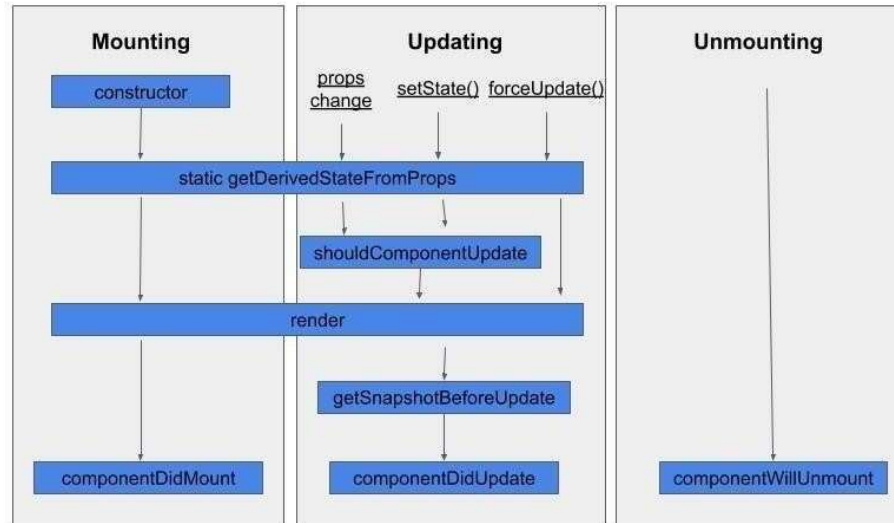 Mounting
Updating
Unmounting
constructor
props
change
setState()
forceUpdate()
static getDerivedStateFromProps
shouldComponentUpdate
render
getSnapshotBeforeUpdate
componentDidMount
componentDidUpdate
componentWillUnmount